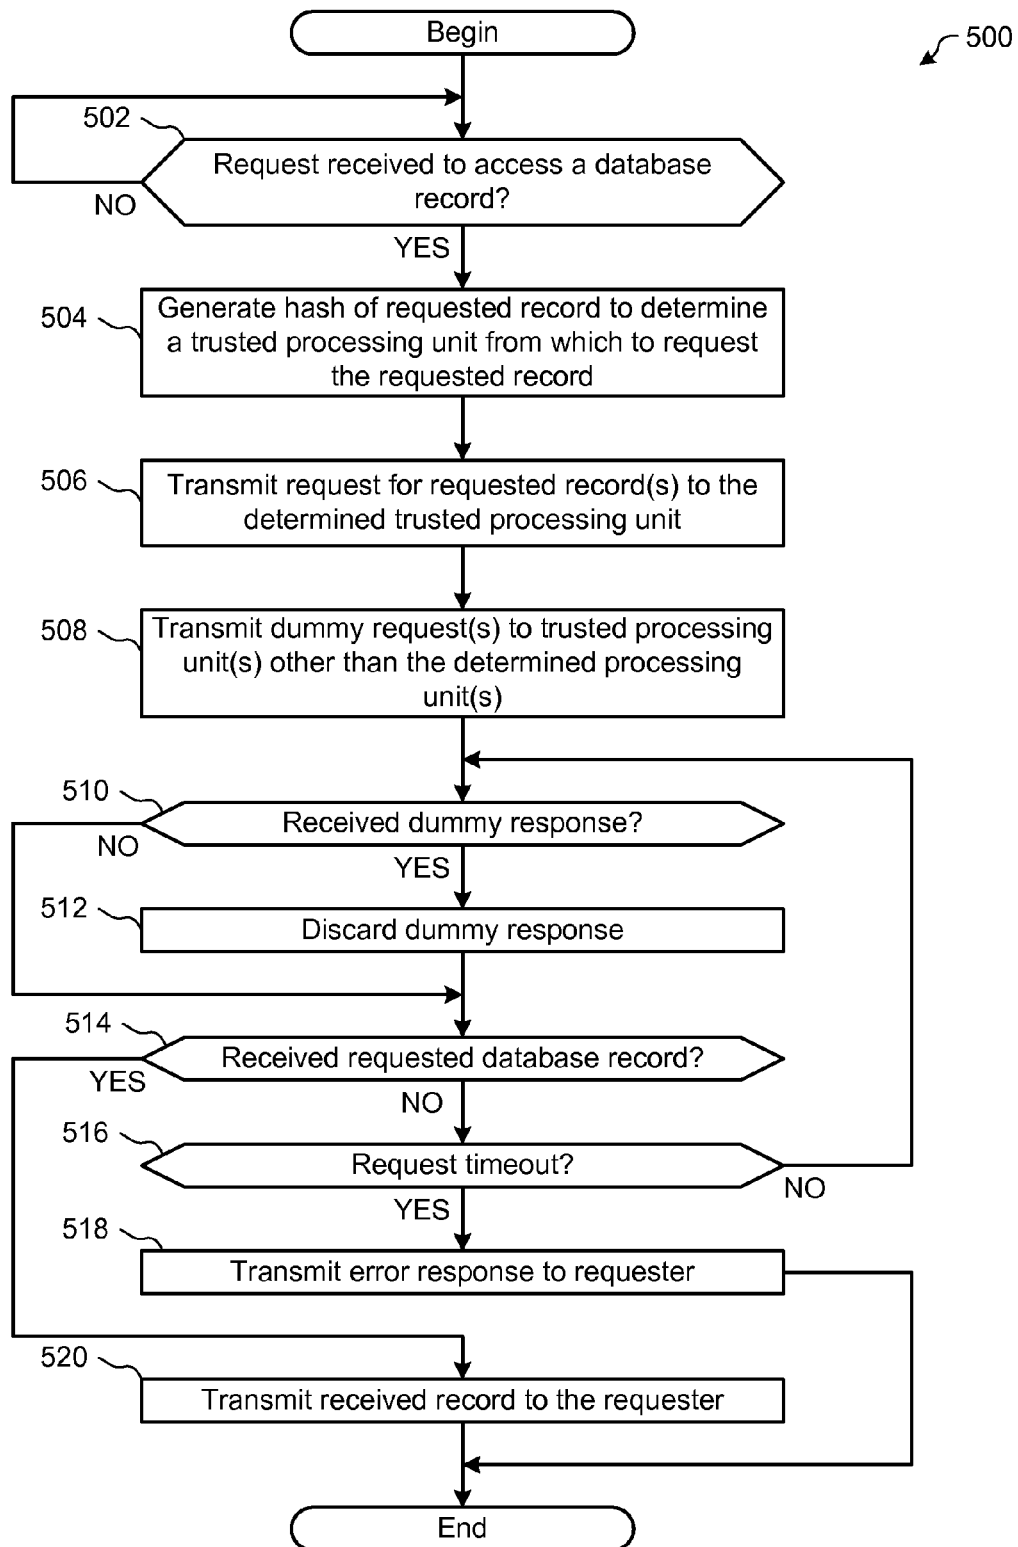 Begin
500
502
Request received to access a database
record?
NO
YES
504
Generate hash of requested record to determine
a trusted processing unit from which to request
the requested record
506
Transmit request for requested record(s) to the
determined trusted processing unit
508
Transmit dummy request(s) to trusted processing
unit(s) other than the determined processing
unit(s)
510
Received dummy response?
NO
YES
512
Discard dummy response
514
Received requested database record?
YES
NO
516
Request timeout?
NO
YES
518
Transmit error response to requester
520
Transmit received record to the requester
End